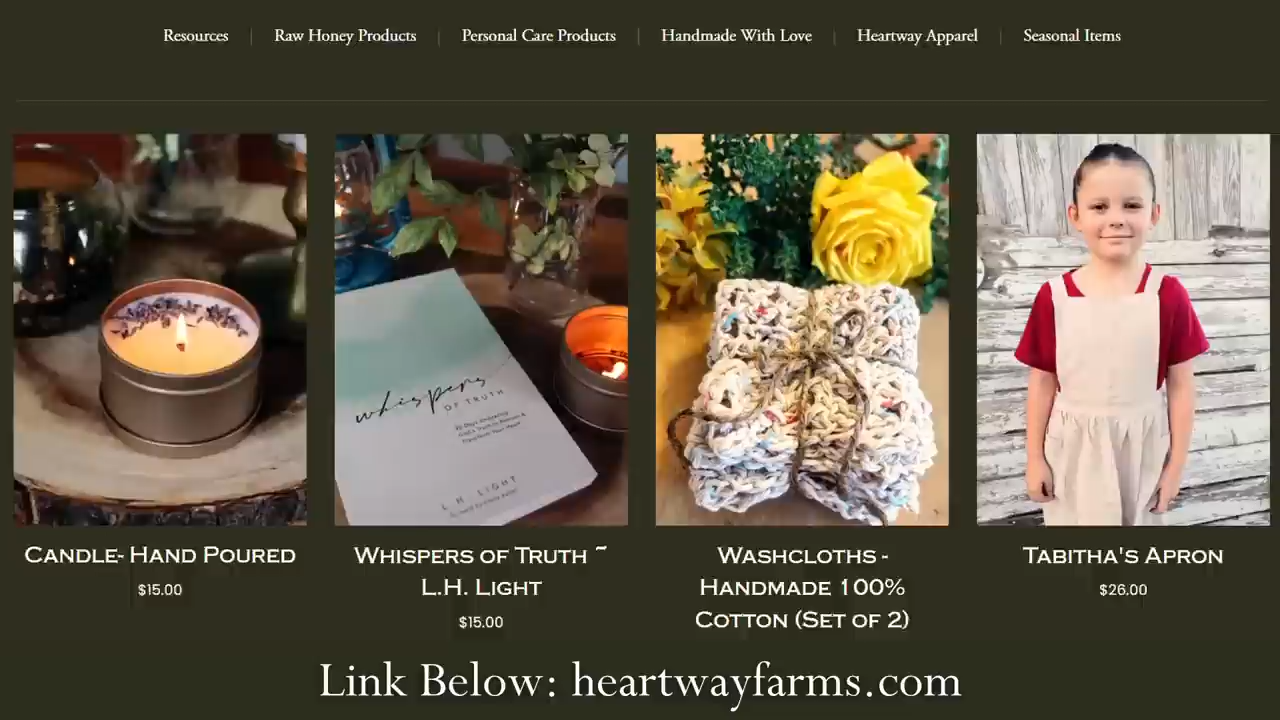 Resources
Raw Honey Products
Personal Care Products
Handmade With Love
Heartway Apparel
Seasonal Items
whispers
OF TRUTH
L.H. LIGHT
CANDLE- HAND POURED
$15.00
WHISPERS OF TRUTH ~
L.H. LIGHT
$15.00
WASHCLOTHS -
HANDMADE 100%
COTTON (SET OF 2)
TABITHA'S APRON
$26.00
Link Below: heartwayfarms.com